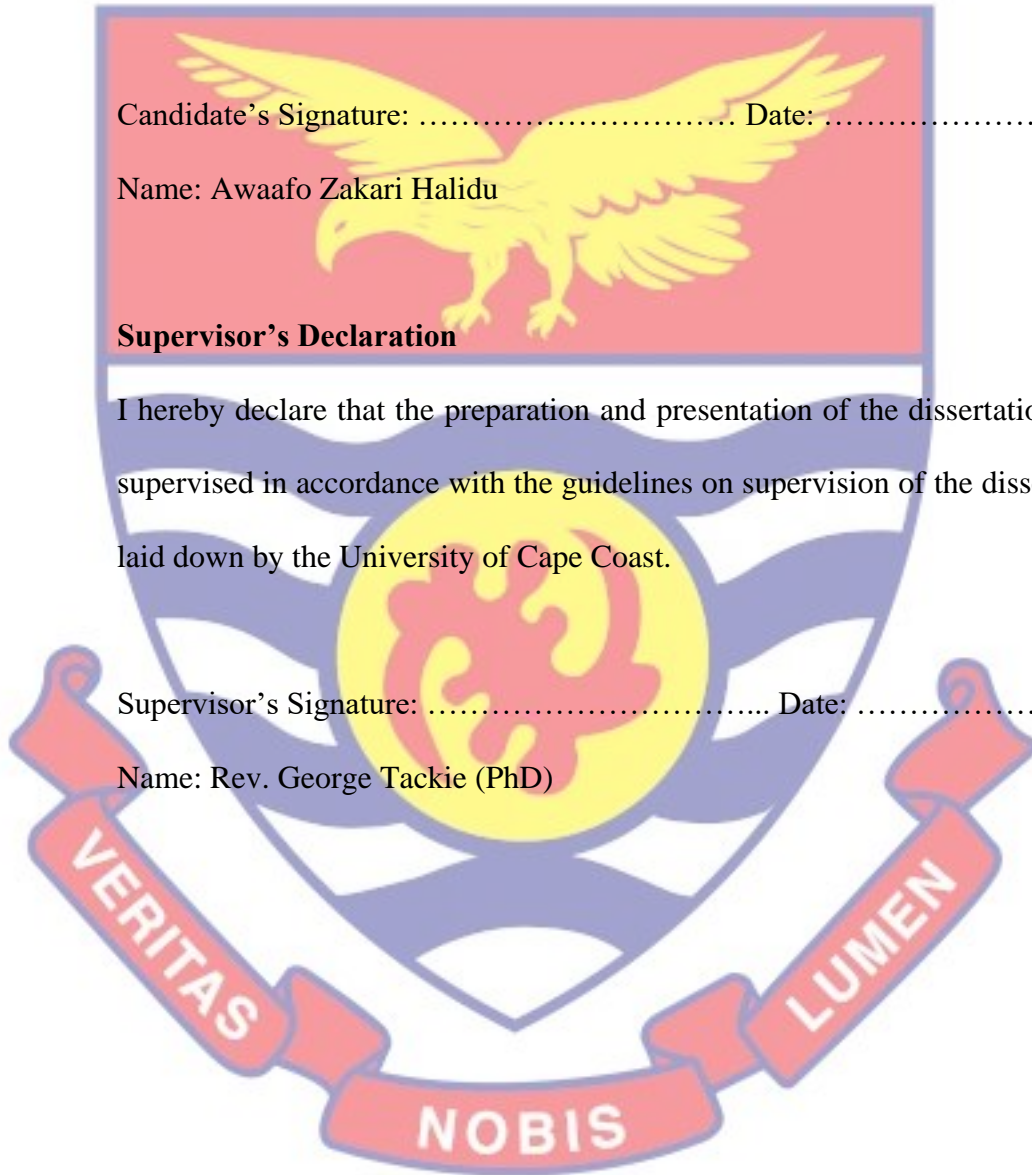 Candidate’s Signature: ………………………… Date: …………………
Name: Awaafo Zakari Halidu
Supervisor’s Declaration
I hereby declare that the preparation and presentation of the
supervised in accordance with the guidelines on supervision of the
laid down by the University of Cape Coast.
Supervisor’s Signature: ………………………….. Date: ………………
Name: Rev. George Tackie (PhD)
VERITAS
NOBIS
LUMEN